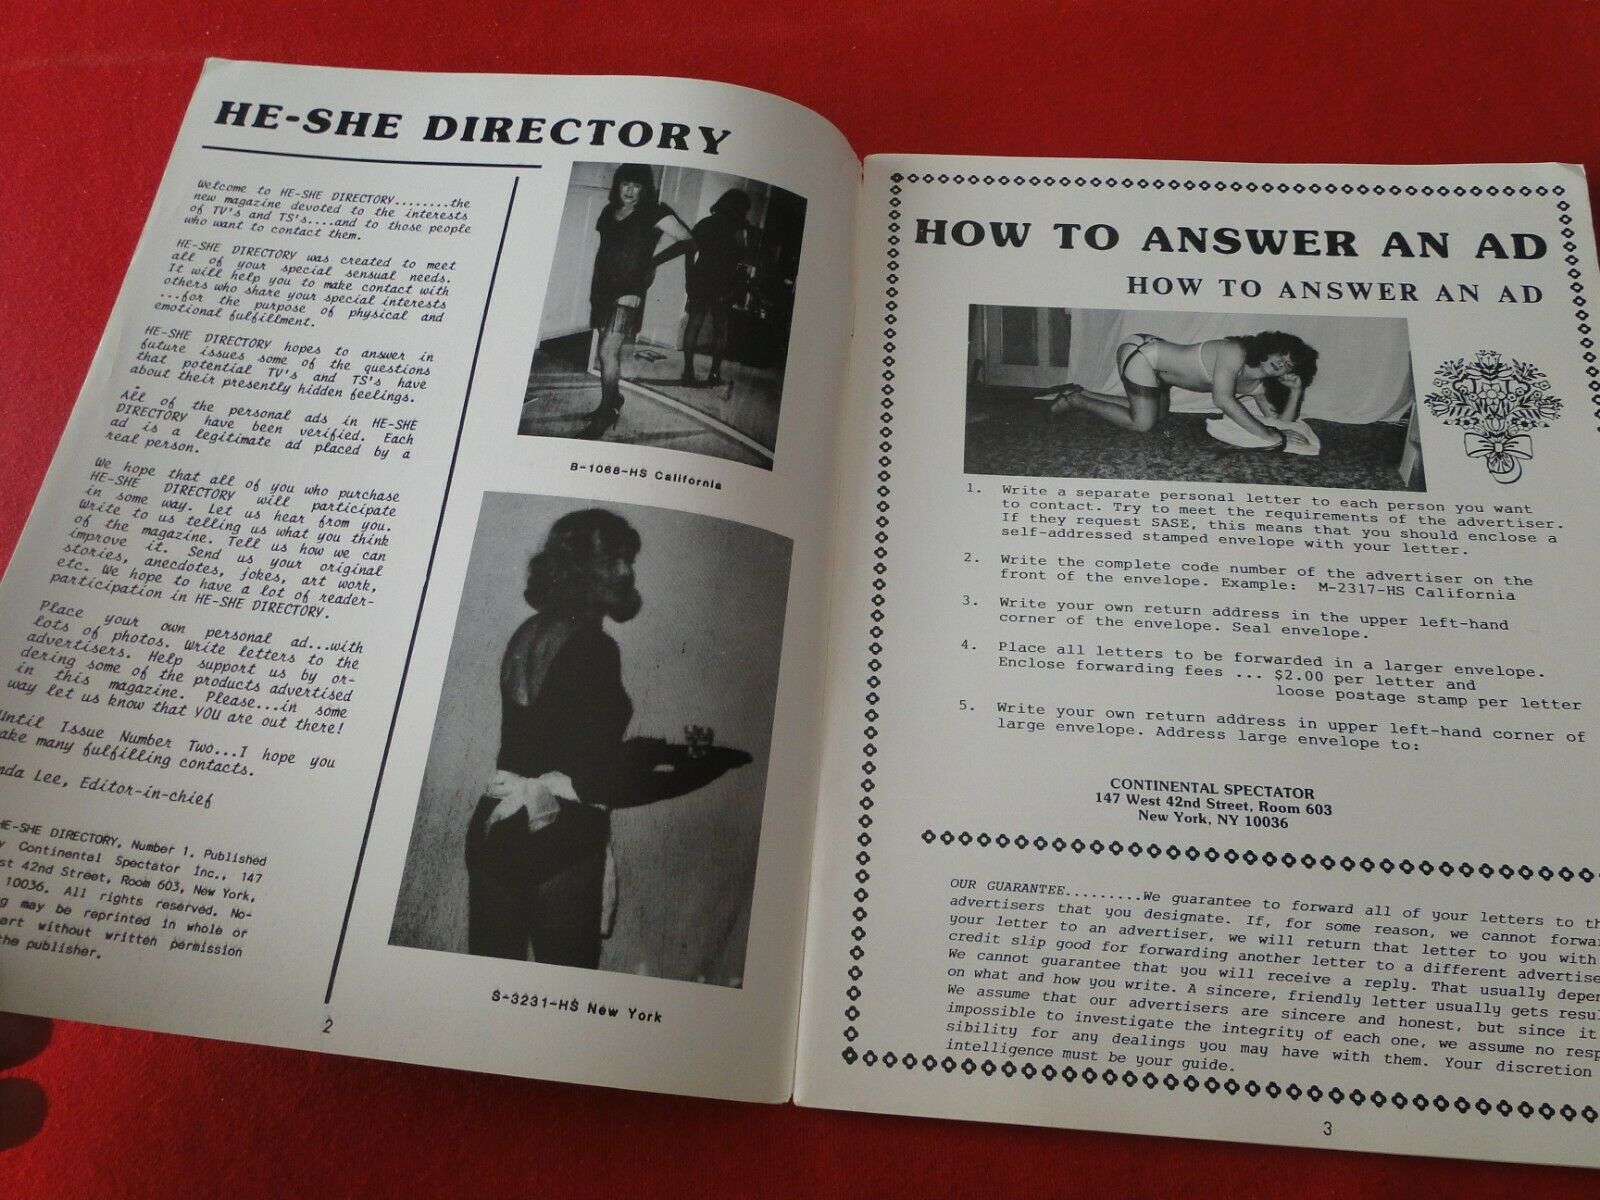 HE-SHE DIRECTORY
Welcome to HE-SHE DIRECTORY........the
new magazine devoted to the interests
of TV's and TS's....and to those people
who want to contact them.
HE-SHE DIRECTORY was created to meet
all of your special sensual needs.
It will help you to make contact with
others who share your special interests
...for the purpose of physical and
emotional fulfillment.
HE-SHE DIRECTORY hopes to answer in
future issues some of the questions
that potential TV's and TS's have
about their presently hidden feelings.
All of the personal ads in HE-SHE
DIRECTORY have been verified. Each
ad is a legitimate ad placed by a
real person.
We hope that all of you who purchase
HE-SHE DIRECTORY will participate
in some way. Let us hear from you.
Write to us telling us what you think
of the magazine. Tell us how we can
improve it. Send us your original
stories, anecdotes, jokes, art work,
etc. We hope to have a lot of reader-
participation in HE-SHE DIRECTORY.
Place your own personal ad...with
lots of photos. Write letters to the
advertisers. Help support us by or-
dering some of the products advertised
in this magazine. Please...in some
way let us know that YOU are out there!
Until Issue Number Two...I hope you
make many fulfilling contacts.
Lee, Editor-in-chief
HE-SHE DIRECTORY, Number 1. Published
Continental Spectator Inc., 147
42nd Street, Room 603, New York,
10036. All rights reserved. No-
may be reprinted in whole or
without written permission
the publisher.
B-1068-HS California
S-3231-HS New York
2
HOW TO ANSWER AN AD
HOW TO ANSWER AN AD
1. Write a separate personal letter to each person you want
to contact. Try to meet the requirements of the advertiser.
If they request SASE, this means that you should enclose a
self-addressed stamped envelope with your letter.
2. Write the complete code number of the advertiser on the
front of the envelope. Example: M-2317-HS California
3. Write your own return address in the upper left-hand
corner of the envelope. Seal envelope.
4. Place all letters to be forwarded in a larger envelope.
Enclose forwarding fees ... $2.00 per letter and
loose postage stamp per letter
5. Write your own return address in upper left-hand corner of
large envelope. Address large envelope to:
CONTINENTAL SPECTATOR
147 West 42nd Street, Room 603
New York, NY 10036
OUR GUARANTEE.........We guarantee to forward all of your letters to
advertisers that you designate. If, for some reason, we cannot
your letter to an advertiser, we will return that letter to you with
credit slip good for forwarding another letter to a different
We cannot guarantee that you will receive a reply. That usually
on what and how you write. A sincere, friendly letter usually gets
We assume that our advertisers are sincere and honest, but since it
impossible to investigate the integrity of each one, we assume no
sibility for any dealings you may have with them. Your discretion
intelligence must be your guide.
3